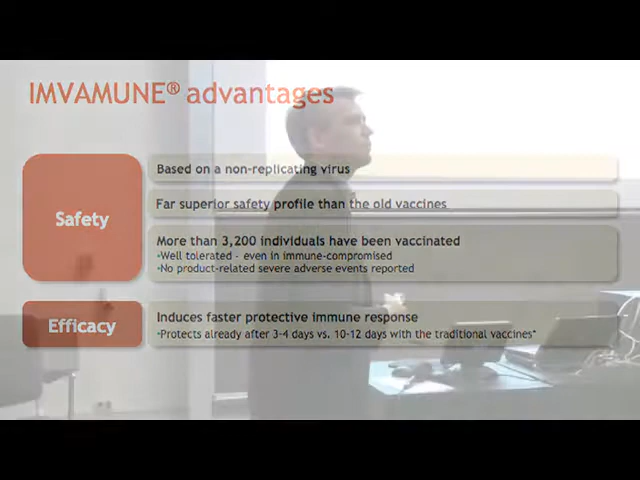 IMVAMUNE® advantages
Safety
Based on a non-replicating virus
Far superior safety profile than the old vaccines
More than 3,200 individuals have been vaccinated
•Well tolerated - even in immune-compromised
•No product-related severe adverse events reported
Efficacy
Induces faster protective immune response
•Protects already after 3-4 days vs. 10-12 days with the traditional vaccines*